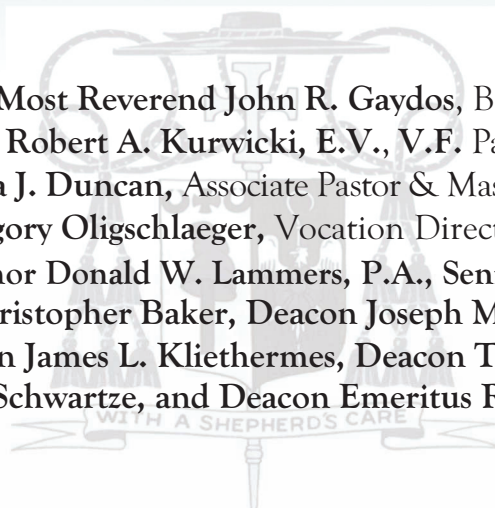 Most Reverend John R. Gaydos, B
Robert A. Kurwicki, E.V., V.F. Pa
a J. Duncan, Associate Pastor & Mas
gory Oligschlaeger, Vocation Direct
nor Donald W. Lammers, P.A., Sen
ristopher Baker, Deacon Joseph M
n James L. Kliethermes, Deacon T
Schwartze, and Deacon Emeritus R
WITH A SHEPHERD'S CARE